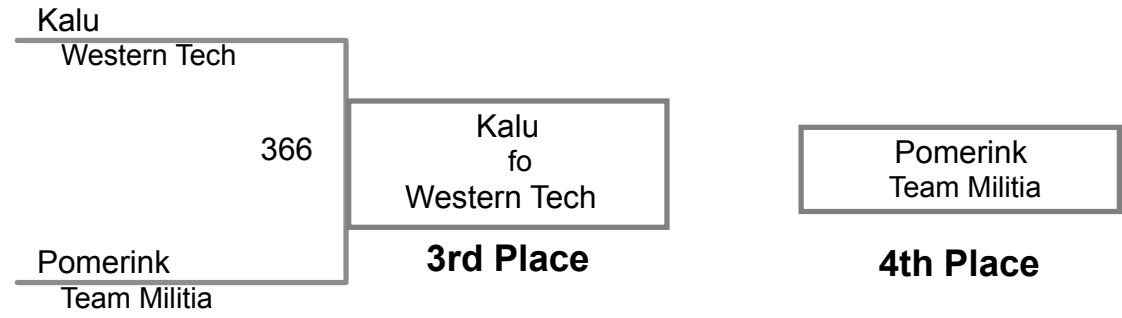 Kalu
Western Tech
366
Pomerink
Team Militia
Kalu
fo
Western Tech
3rd Place
Pomerink
Team Militia
4th Place